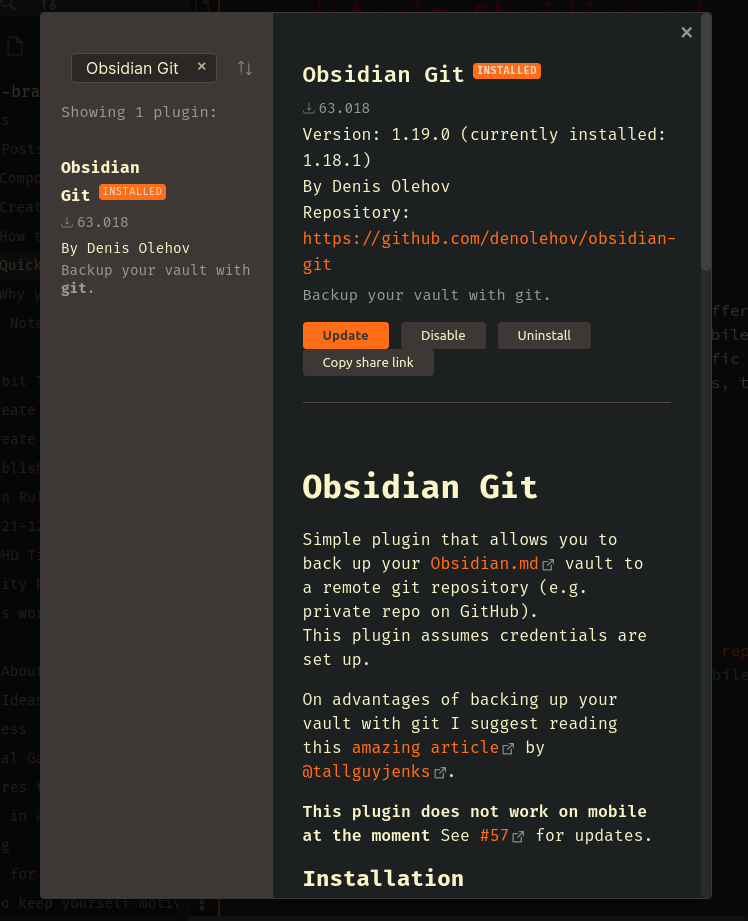 Obsidian Git ×
Showing 1 plugin:
Obsidian
Git INSTALLED
63.018
By Denis Olehov
Backup your vault with
git.
×
Obsidian Git INSTALLED
63.018
Version: 1.19.0 (currently installed:
1.18.1)
By Denis Olehov
Repository:
https://github.com/denolehov/obsidian-
git
Backup your vault with git.
Update Disable Uninstall
Copy share link
Obsidian Git
Simple plugin that allows you to
back up your Obsidian.md vault to
a remote git repository (e.g.
private repo on GitHub).
This plugin assumes credentials are
set up.
On advantages of backing up your
vault with git I suggest reading
this amazing article by
@tallguyjenks.
This plugin does not work on mobile
at the moment See #57 for updates.
Installation